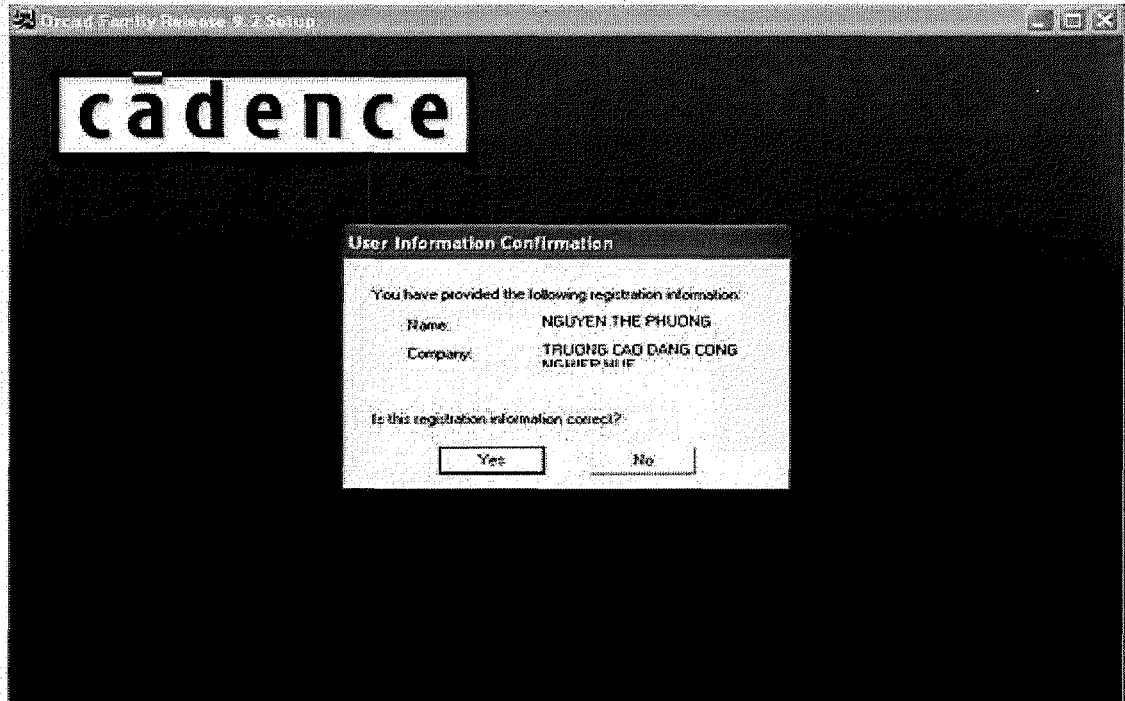 Orcad Family Release 9.2 Setup
cādence
User Information Confirmation
You have provided the following registration information:
Name: NGUYEN THE PHUONG
Company: TRUONG CAO DANG CONG
Is this registration information correct?
Yes No